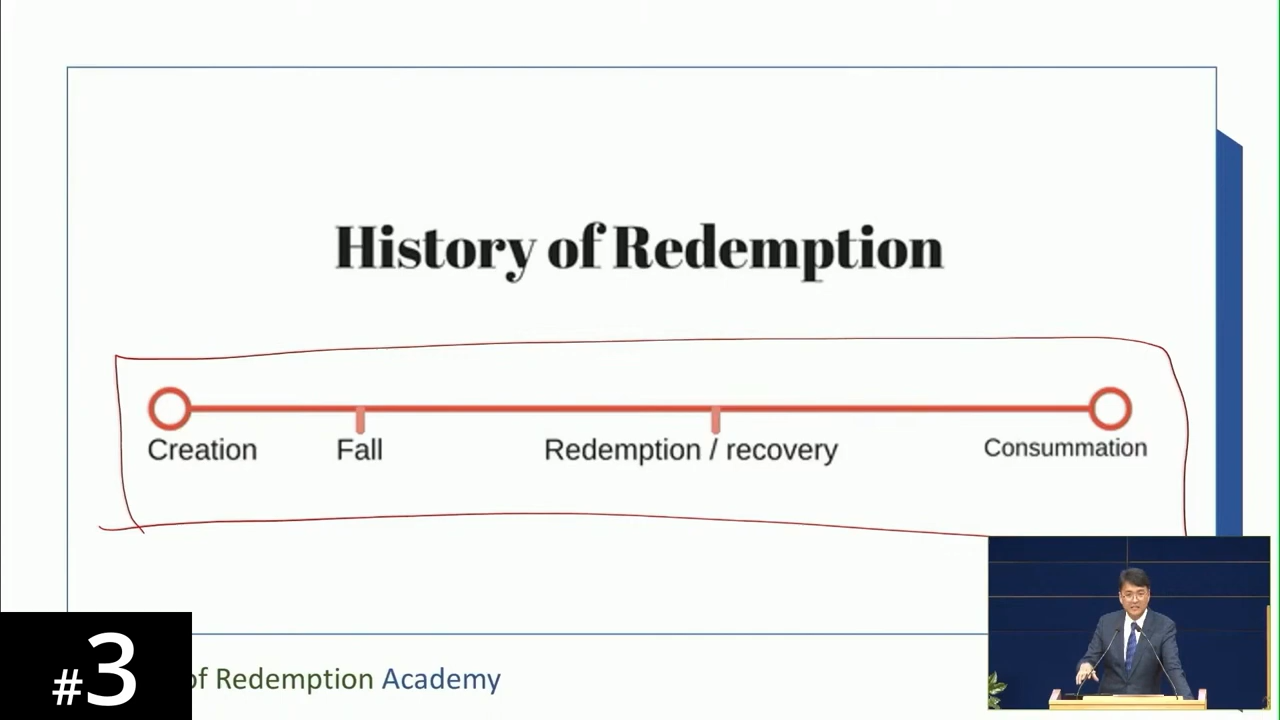 History of Redemption
Creation
Fall
Redemption / recovery
Consummation
of Redemption Academy
#3